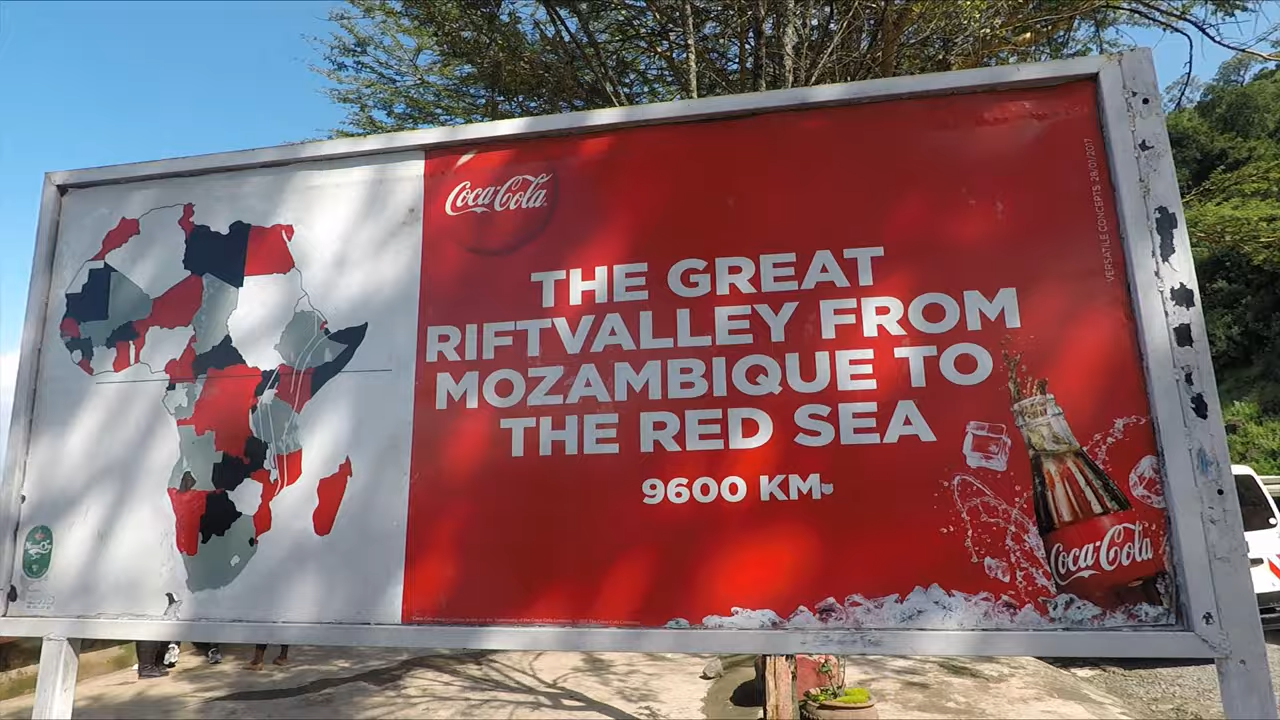 Coca-Cola
THE GREAT
RIFTVALLEY FROM
MOZAMBIQUE TO
THE RED SEA
9600 KM
VERSATILE CONCEPTS 28/01/2017
Coca-Cola